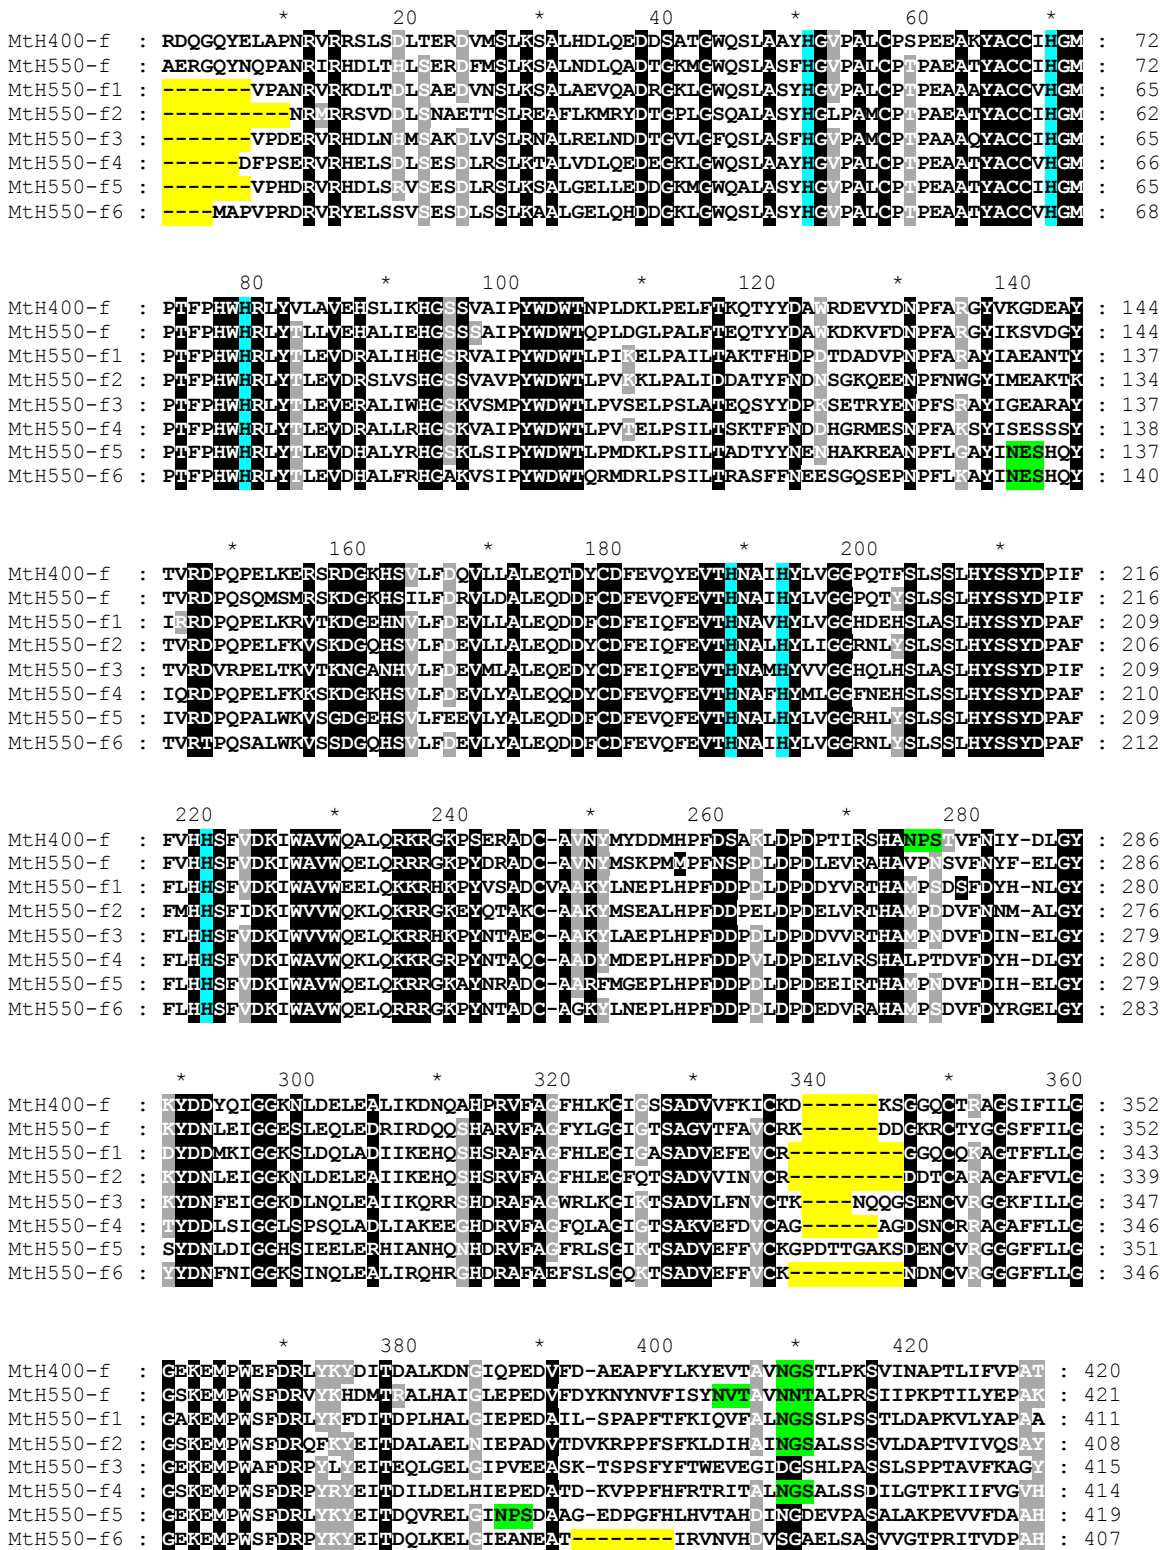 * 20 * 40 * 60 *
MtH400-f : RDQGQYELAPNRVRRSLSDLTERDVMSLKSALHDLQEDDSATGWQSLAAYHGVPALCPSPEEAKYACCIHGM : 72
MtH550-f : AERGQYNQPANRIRHDLTHLSERDFMSLKSALNDLQADTGKMGWQSLASFHGVPALCPTPAEATYACCIHGM : 72
MtH550-f1 : -------VPANRVRKDLTDLSAEDVNSLKSALAEVQADRGKLGWQSLASYHGVPALCPTPEAAAYACCVHGM : 65
MtH550-f2 : ----------NRMRRSVDDLSNAETTSLREAFLKMRYDTGPLGSQALASYHGLPAMCPTPEEATYACCIHGM : 62
MtH550-f3 : -------VPDERVRHDLNHMSAKDLVSLRNALRELNDDTGVLGFQSLASFHGVPAMCPTPAAAQYACCIHGM : 65
MtH550-f4 : ------DFPSERVRHELSDLSESDLRSLKTALVDLQEDEGKLGWQSLAAYHGVPALCPTPEAATYACCVHGM : 66
MtH550-f5 : -------VPHDRVRHDLSRVSESDLRSLKSALGELLEDDGKMGWQALASYHGVPALCPTPEAATYACCIHGM : 65
MtH550-f6 : ----MAPVPRDRVRYELSSVSESDLSSLKAALGELQHDDGKLGWQSLASYHGVPALCPTPEAATYACCVHGM : 68
80 * 100 * 120 * 140
MtH400-f : PTFPHWHRLYVLAVEHSLIKHGSSVAIPYWDWTNPLDKLPELFTKQTYYDAWRDEVYDNPFARGYVKGDEAY : 144
MtH550-f : PTFPHWHRLYTLLVEHALIEHGSSSAIPYWDWTQPLDGLPALFTEQTYYDAWKDKVFDNPFARGYIKSVDGY : 144
MtH550-f1 : PTFPHWHRLYTLEVDRALIHHGSRVAIPYWDWTLPIKELPAILTAKTFHDPDTDADVPNPFARAYIAEANTY : 137
MtH550-f2 : PTFPHWHRLYTLEVDRSLVSHGSSVAVPYWDWTLPVKKLPALIDDATYFNDNSGKQEENPFNWGYIMEAKTK : 134
MtH550-f3 : PTFPHWHRLYTLEVERALIWHGSKVSMPYWDWTLPVSELPSLATEQSYYDPKSETRYENPFSRAYIGEARAY : 137
MtH550-f4 : PTFPHWHRLYTLEVDRALLRHGSKVAIPYWDWTLPVTELPSILTSKTFFNDDHGRMESNPFAKSYISESSSY : 138
MtH550-f5 : PTFPHWHRLYTLEVDHALYRHGSKLSIPYWDWTLPMDKLPSILTADTYYNENHAKREANPFLGAYINESHQY : 137
MtH550-f6 : PTFPHWHRLYTLEVDHALFRHGAKVSIPYWDWTQRMDRLPSILTRASFFNEESGQSEPNPFLKAYINESHQY : 140
* 160 * 180 * 200 *
MtH400-f : TVRDPQPELKERSRDGKHSVLFDQVLLALEQTDYCDFEVQYEVTHNAIHYLVGGPQTFSLSSLHYSSYDPIF : 216
MtH550-f : TVRDPQSQMSMRSKDGKHSILFDRVLDALEQDDFCDFEVQFEVTHNAIHYLVGGPQTYSLSSLHYSSYDPIF : 216
MtH550-f1 : IRRDPQPELKRVTKDGEHNVLFDEVLLALEQDDFCDFEIQFEVTHNAVHYLVGGHDEHSLASLHYSSYDPIF : 209
MtH550-f2 : TVRDPQPELFKVSKDGQHSVLFDEVLLALEQDDYCDFEVQFEVTHNALHYLIGGRNLYSLSSLHYSSYDPAF : 206
MtH550-f3 : TVRDVRPELTKVTKNGANHVLFDEVMLALEQEDYCDFEIQFEVTHNAMHYVVGGHQLHSLASLHYSSYDPIF : 209
MtH550-f4 : IQRDPQPELFKKSKDGKHSVLFDEVLYALEQQDYCDFEVQFEVTHNAFHYMLGGFNEHSLSSLHYSSYDPAF : 210
MtH550-f5 : IVRDPQPALWKVSGDGEHSVLFEEVLYALEQDDFCDFEVQFEVTHNALHYLVGGRHLYSLSSLHYSSYDPAF : 209
MtH550-f6 : TVRTPQSALWKVSSDGQHSVLFDEVLYALEQDDFCDFEVQFEVTHNAIHYLVGGRNLYSLSSLHYSSYDPAF : 212
220 * 240 * 260 * 280
MtH400-f : FVHHSFVDKIWAVWQALQRKRGKPSERADC-AVNYMYDDMHPFDSAKLDPDPTIRSHANPSTVFNIY-DLGY : 286
MtH550-f : FVHHSFVDKIWAVWQELQRRRGKPYDRADC-AVNYMSKPMMPFNSPDLDPDLEVRAHAVPNSVFNYF-ELGY : 286
MtH550-f1 : FLHHSFVDKIWAVWEELQKKRHKPYVSADCVAAKYLNEPLHPFDDPDLDPDDYVRTHAMPSDSFDYH-NLGY : 280
MtH550-f2 : FMHHSFIDKIWVVWQKLQKRRGKEYQTAKC-AAKYMSEALHPFDDPELDPDELVRTHAMPDDVFNNM-ALGY : 276
MtH550-f3 : FLHHSFVDKIWVVWQELQKRRHKPYNTAEC-AAKYLAEPLHPFDDPDLDPDDVVRTHAMPNDVFDIN-ELGY : 279
MtH550-f4 : FLHHSFVDKIWAVWQKLQKKRGRPYNTAQC-AADYMDEPLHPFDDPVLDPDELVRSHALPTDVFDYH-DLGY : 280
MtH550-f5 : FLHHSFVDKIWAVWQELQKRRGKAYNRADC-AARFMGEPLHPFDDPDLDPDEEIRTHAMPNDVFDIH-ELGY : 279
MtH550-f6 : FLHHSFVDKIWAVWQELQRRRGKPYNTADC-AGKYLNEPLHPFDDPDLDPDEDVRAHAMPSDVFDYRGELGY : 283
* 300 * 320 * 340 * 360
MtH400-f : KYDDYQIGGKNLDELEALIKDNQAHPRVFAGFHLKGIGSSADVVFKICKD------KSGGQCTRAGSIFILG : 352
MtH550-f : KYDNLEIGGESLEQLEDRIRDQQSHARVFAGFYLGGIGTSAGVTFAVCRK------DDGKRCTYGGSFFILG : 352
MtH550-f1 : DYDDMKIGGKSLDQLADIIKEHQSHSRAFAGFHLEGIGASADVEFEVCR---------GGQCQKAGTFFLLG : 343
MtH550-f2 : KYDNLEIGGKNLDELEAIIKEHQSHSRVFAGFHLEGFQTSADVVINVCR---------DDTCARAGAFFVLG : 339
MtH550-f3 : KYDNFEIGGKDLNQLEAIIKQRRSHDRAFAGWRLKGIKTSADVLFNVCTK----NQQGSENCVRGGKFILLG : 347
MtH550-f4 : TYDDLSIGGLSPSQLADLIAKEEGHDRVFAGFQLAGIGTSAKVEFDVCAG------AGDSNCRRAGAFFLLG : 346
MtH550-f5 : SYDNLDIGGHSIEELERHIANHQNHDRVFAGFRLSGIKTSADVEFFVCKGPDTTGAKSDENCVRGGGFFLLG : 351
MtH550-f6 : YYDNFNIGGKSINQLEALIRQHRGHDRAFAEFSLSGQKTSADVEFFVCK---------NDNCVRGGGFFLLG : 346
* 380 * 400 * 420
MtH400-f : GEKEMPWEFDRLYKYDITDALKDNGIQPEDVFD-AEAPFYLKYEVTAVNGSTLPKSVINAPTLIFVPAT : 420
MtH550-f : GSKEMPWSFDRVYKHDMTRALHAIGLEPEDVFDYKNYNVFISYNVTAVNNTALPRSIIPKPTILYEPAK : 421
MtH550-f1 : GAKEMPWSFDRLYKFDITDPLHALGIEPEDAIL-SPAPFTFKIQVFALNGSSLPSSTLDAPKVLYAPAA : 411
MtH550-f2 : GSKEMPWSFDRQFKYEITDALAELNIEPADVTDVKRPPFSFKLDIHAINGSALSSSVLDAPTVIVQSAY : 408
MtH550-f3 : GEKEMPWAFDRPYLYEITEQLGELGIPVEEASK-TSPSFYFTWEVEGIDGSHLPASSLSPPTAVFKAGY : 415
MtH550-f4 : GSKEMPWSFDRPYRYEITDILDELHIEPEDATD-KVPPFHFRTRITALNGSALSSDILGTPKIIFVGVH : 414
MtH550-f5 : GEKEMPWSFDRLYKYEITDQVRELGINPSDAAG-EDPGFHLHVTAHDINGDEVPASALAKPEVVFDAAH : 419
MtH550-f6 : GEKEMPWSFDRPYKYEITDQLKELGIEANEAT--------IRVNVHDVSGAELSASVVGTPRITVDPAH : 407